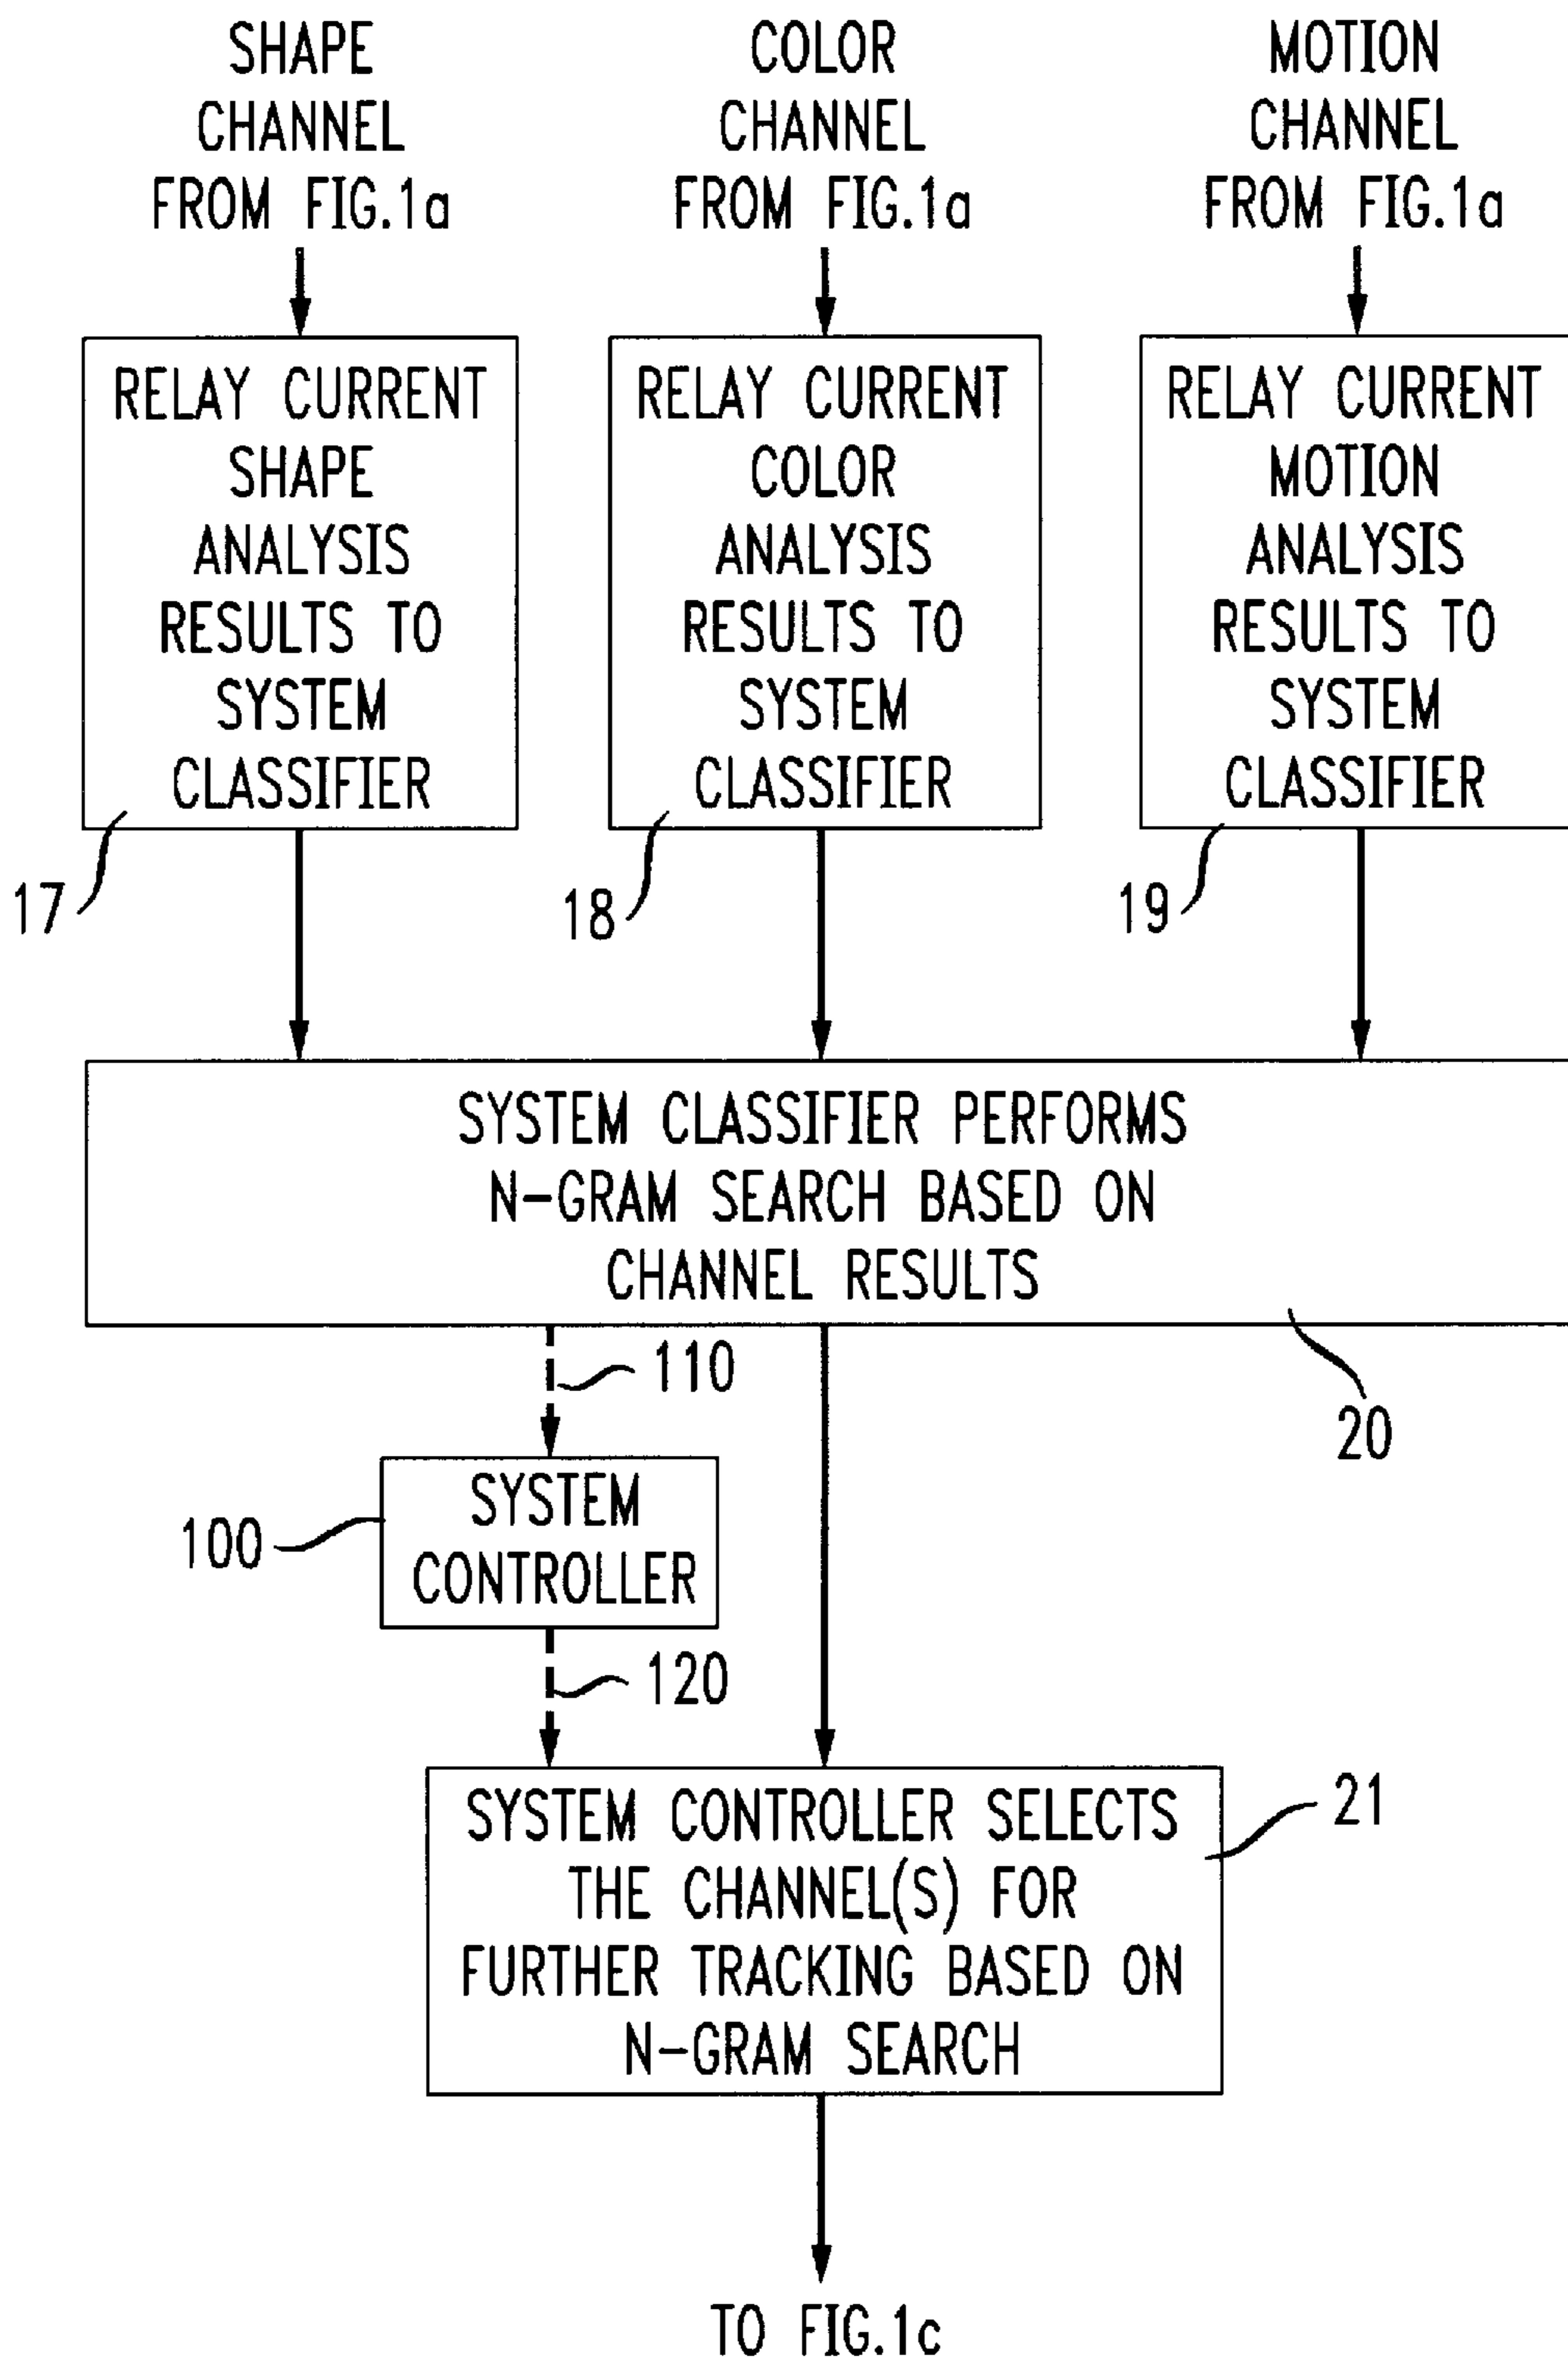 SHAPE
CHANNEL
FROM FIG.1a
COLOR
CHANNEL
FROM FIG.1a
MOTION
CHANNEL
FROM FIG.1a
RELAY CURRENT
SHAPE
ANALYSIS
RESULTS TO
SYSTEM
CLASSIFIER
17
RELAY CURRENT
COLOR
ANALYSIS
RESULTS TO
SYSTEM
CLASSIFIER
18
RELAY CURRENT
MOTION
ANALYSIS
RESULTS TO
SYSTEM
CLASSIFIER
19
SYSTEM CLASSIFIER PERFORMS
N-GRAM SEARCH BASED ON
CHANNEL RESULTS
20
110
SYSTEM
CONTROLLER
100
120
SYSTEM CONTROLLER SELECTS
THE CHANNEL(S) FOR
FURTHER TRACKING BASED ON
N-GRAM SEARCH
21
TO FIG.1c